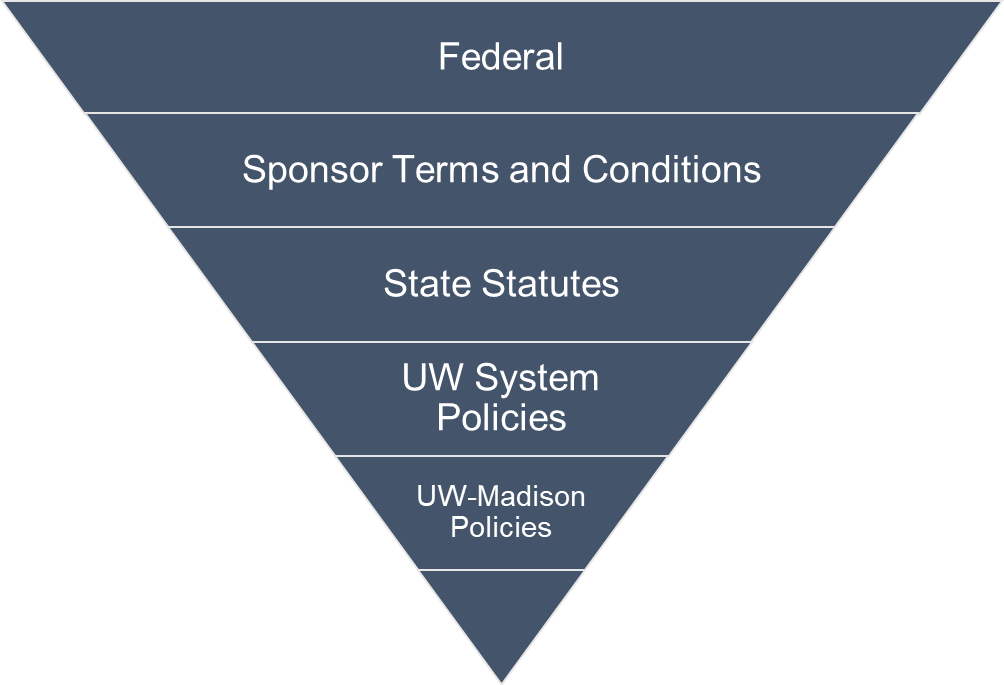 Federal
Sponsor Terms and Conditions
State Statutes
UW System
Policies
UW-Madison
Policies